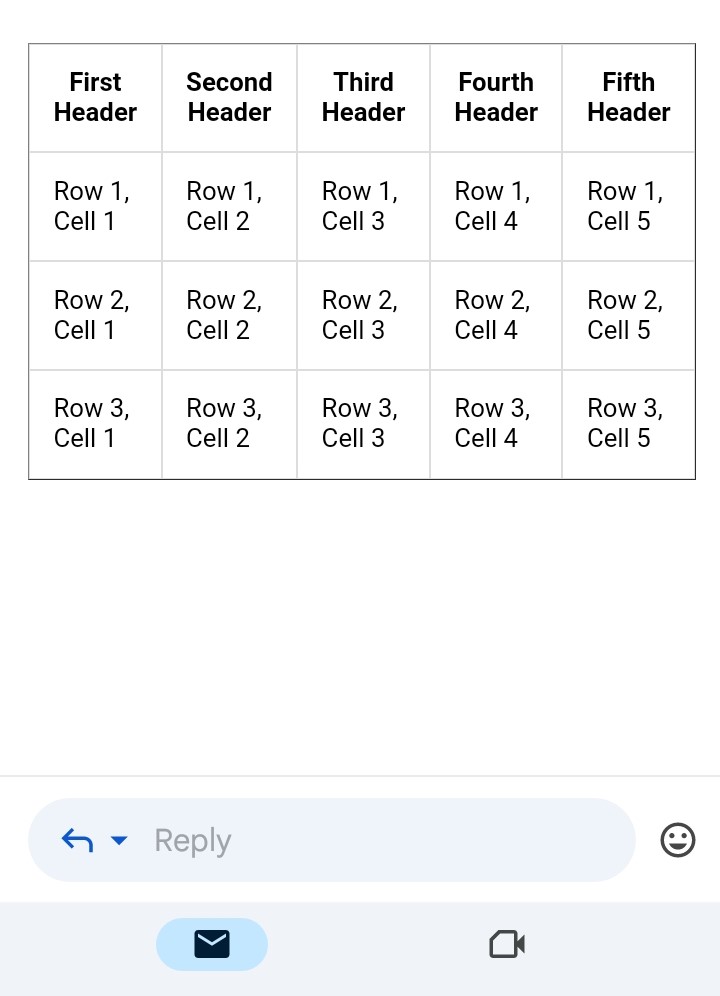 First Header Second Header Third Header Fourth Header Fifth Header
Row 1, Cell 1 Row 1, Cell 2 Row 1, Cell 3 Row 1, Cell 4 Row 1, Cell 5
Row 2, Cell 1 Row 2, Cell 2 Row 2, Cell 3 Row 2, Cell 4 Row 2, Cell 5
Row 3, Cell 1 Row 3, Cell 2 Row 3, Cell 3 Row 3, Cell 4 Row 3, Cell 5
Reply